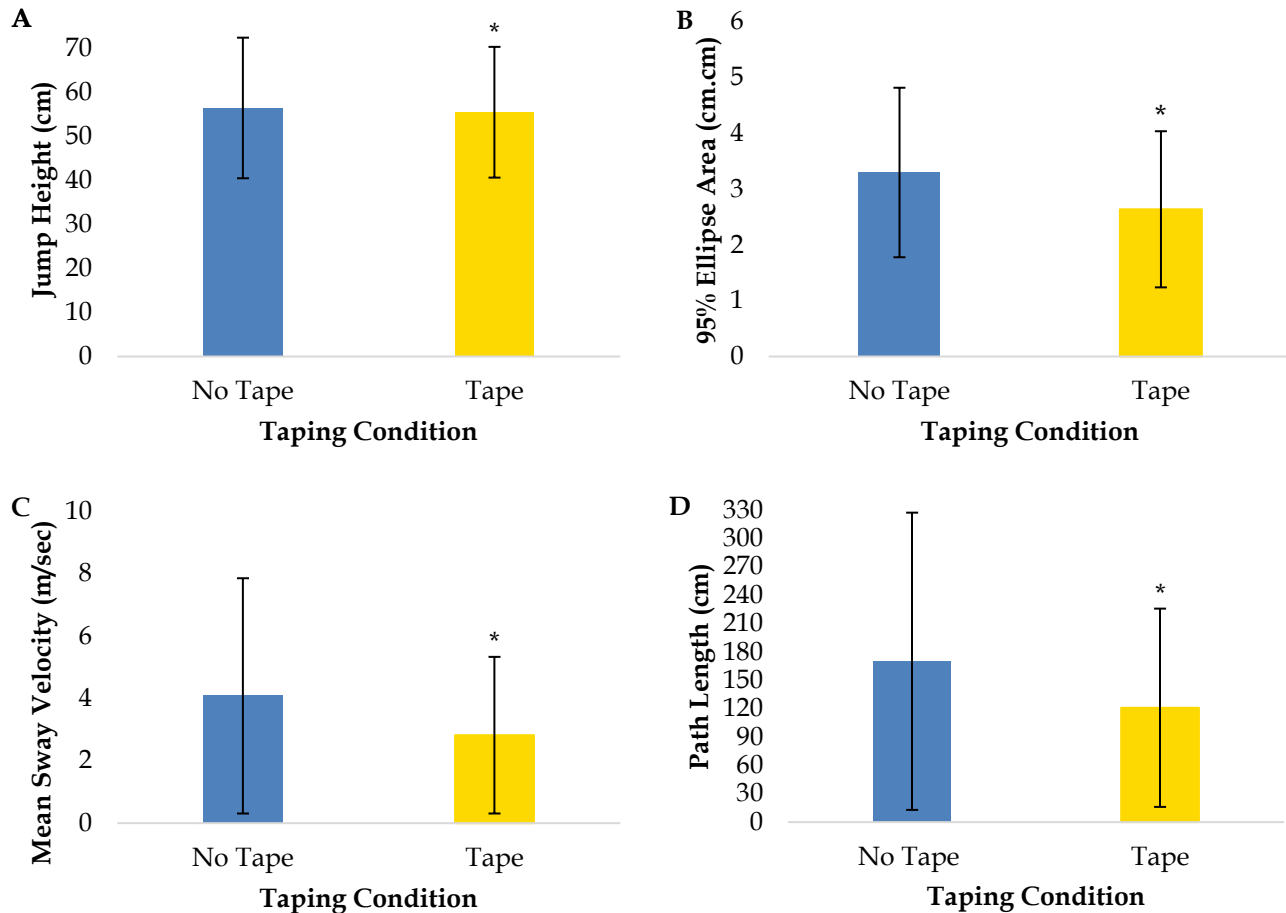 A
Jump Height (cm)
70
60
50
40
30
20
10
0
*
No Tape Tape
Taping Condition
B
95% Ellipse Area (cm.cm)
6
5
4
3
2
1
0
*
No Tape Tape
Taping Condition
C
Mean Sway Velocity (m/sec)
10
8
6
4
2
0
*
No Tape Tape
Taping Condition
D
Path Length (cm)
330
300
270
240
210
180
150
120
90
60
30
0
*
No Tape Tape
Taping Condition